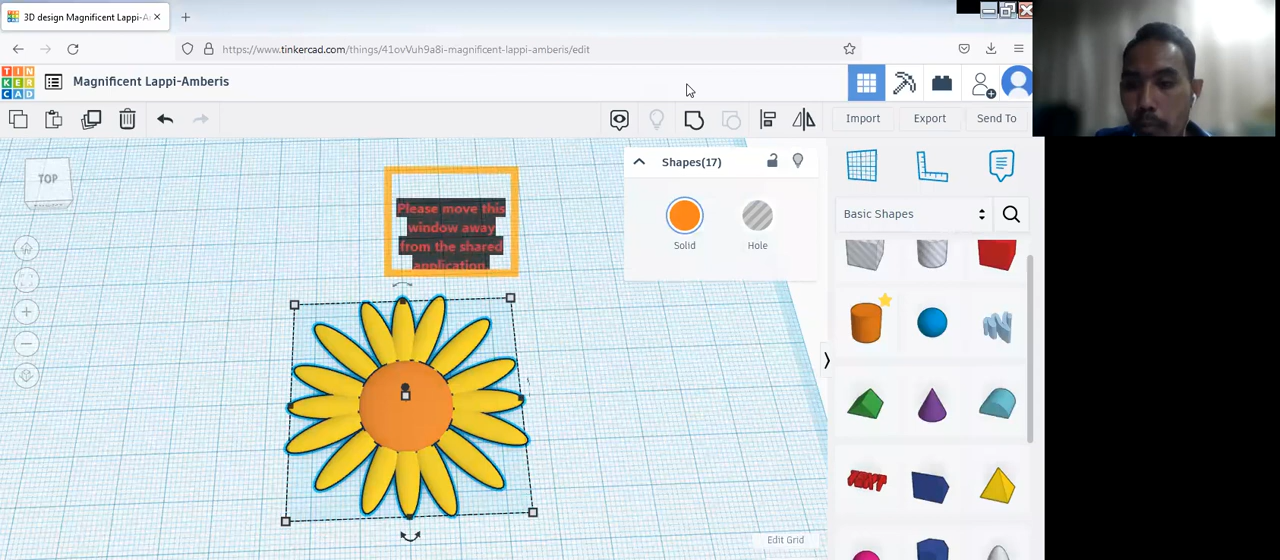 3D design Magnificent Lappi-A
https://www.tinkercad.com/things/41ovVuh9a8i-magnificent-lappi-amberis/edit
TIN
KER
CAD
Magnificent Lappi-Amberis
Import
Export
Send To
TOP
Please move this
window away
from the shared
application.
Shapes(17)
Solid
Hole
Basic Shapes
TEXT
Edit Grid